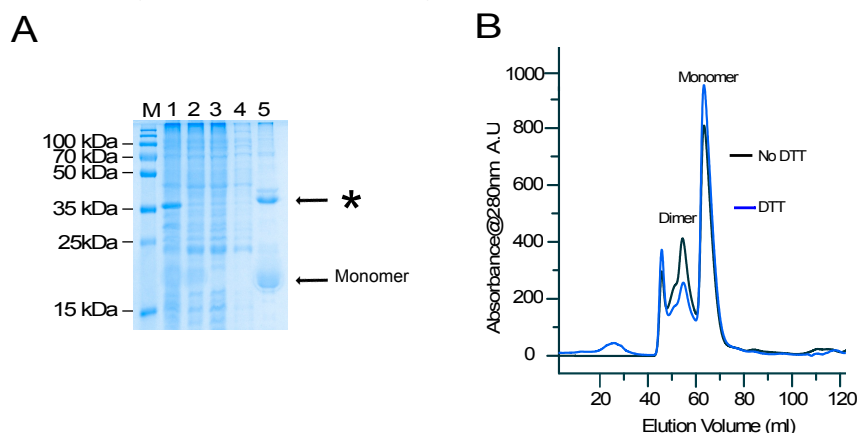 A
M 1 2 3 4 5
100 kDa
70 kDa
50 kDa
35 kDa
25kDa
15 kDa
*
Monomer
B
Absorbance@280nm A.U
1000
800
600
400
200
0
Monomer
Dimer
No DTT
DTT
20 40 60 80 100 120
Elution Volume (ml)